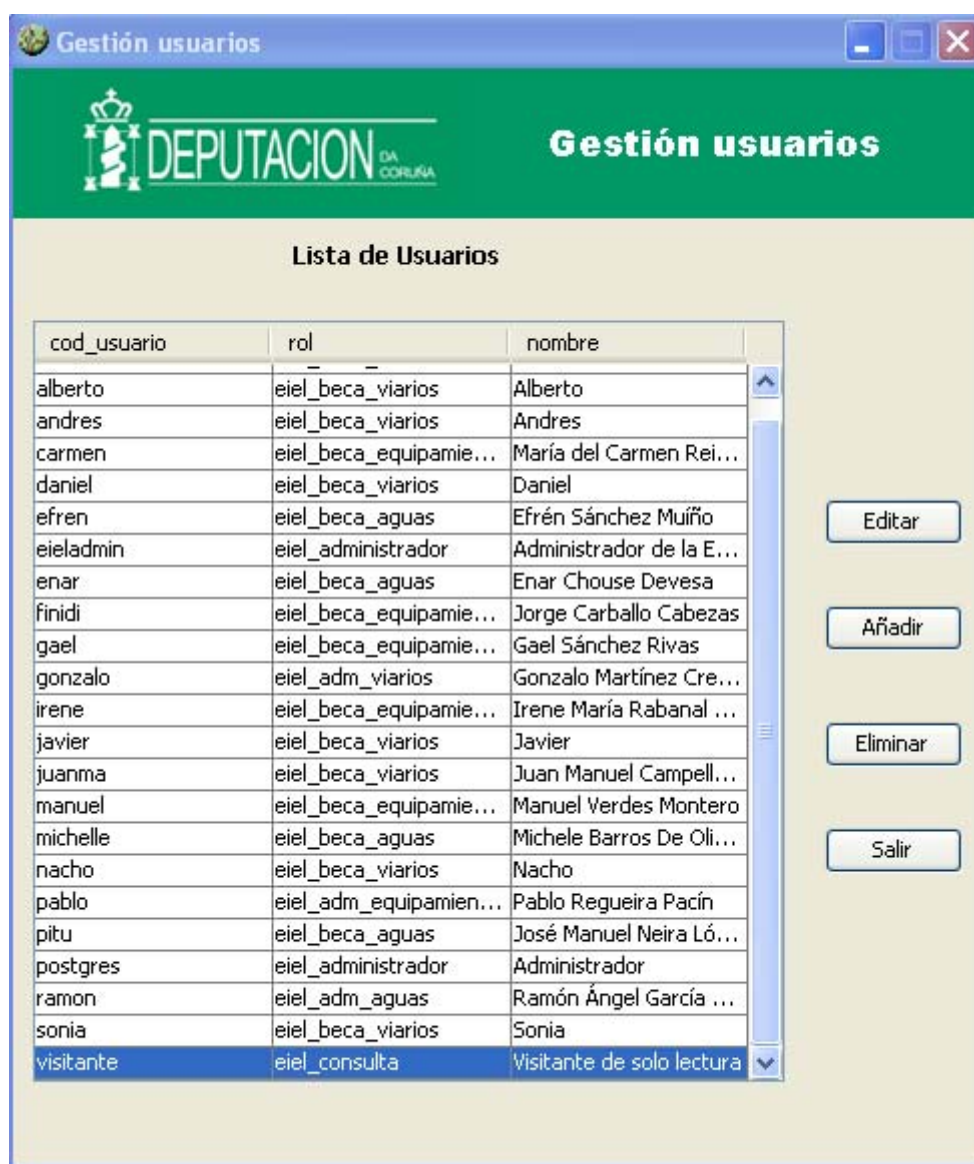 Gestión usuarios
DEPUTACION DA CORUÑA
Gestión usuarios
Lista de Usuarios
cod_usuario rol nombre
alberto eiel_beca_viarios Alberto
andres eiel_beca_viarios Andres
carmen eiel_beca_equipamie... María del Carmen Rei...
daniel eiel_beca_viarios Daniel
efren eiel_beca_aguas Efrén Sánchez Muíño
eieladmin eiel_administrador Administrador de la E...
enar eiel_beca_aguas Enar Chouse Devesa
finidi eiel_beca_equipamie... Jorge Carballo Cabezas
gael eiel_beca_equipamie... Gael Sánchez Rivas
gonzalo eiel_adm_viarios Gonzalo Martínez Cre...
irene eiel_beca_equipamie... Irene María Rabanal ...
javier eiel_beca_viarios Javier
juanma eiel_beca_viarios Juan Manuel Campell...
manuel eiel_beca_equipamie... Manuel Verdes Montero
michelle eiel_beca_aguas Michele Barros De Oli...
nacho eiel_beca_viarios Nacho
pablo eiel_adm_equipamien... Pablo Regueira Pacín
pitu eiel_beca_aguas José Manuel Neira Ló...
postgres eiel_administrador Administrador
ramon eiel_adm_aguas Ramón Ángel García ...
sonia eiel_beca_viarios Sonia
visitante eiel_consulta Visitante de solo lectura
Editar
Añadir
Eliminar
Salir